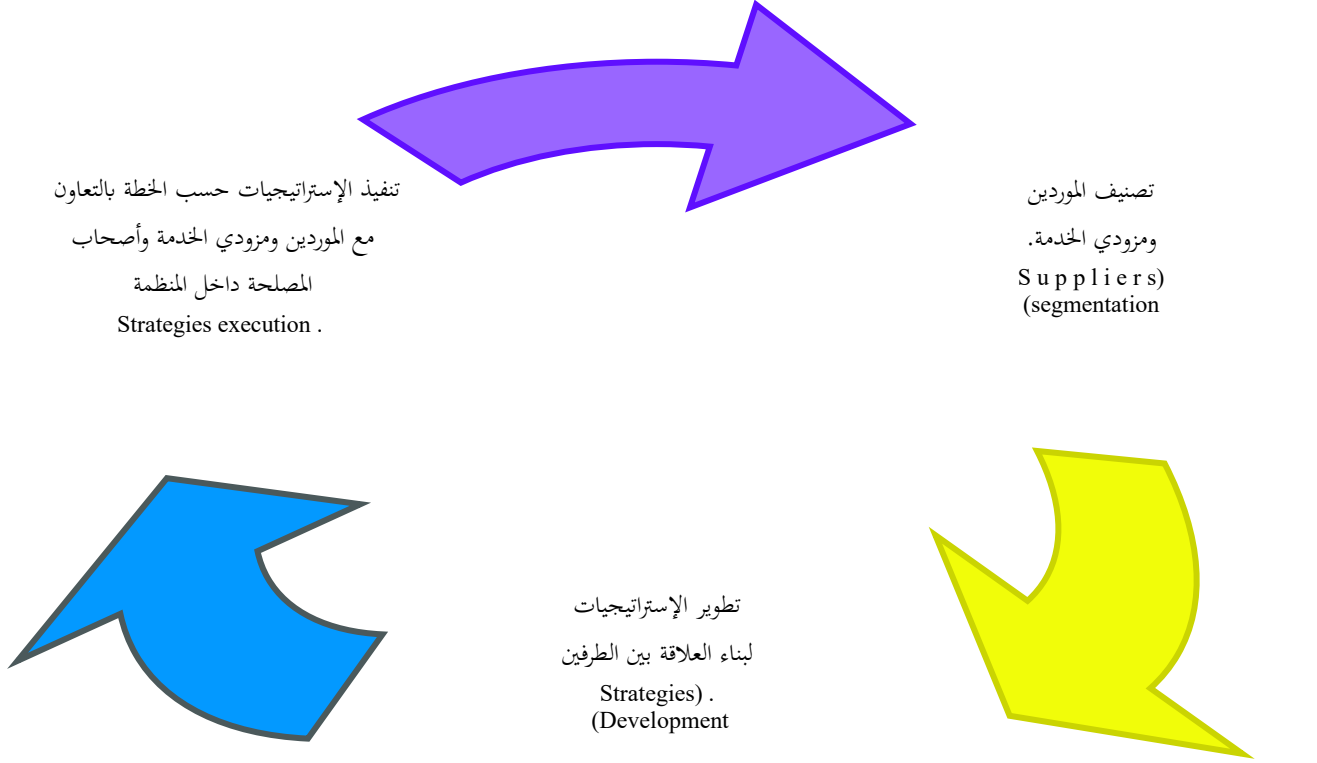 تصنيف الموردين
ومزودي الخدمة.
Suppliers)
(segmentation
تطوير الإستراتيجيات
لبناء العلاقة بين الطرفين
Strategies) .
(Development
تنفيذ الإستراتيجيات حسب الخطة بالتعاون
مع الموردين ومزودي الخدمة وأصحاب
المصلحة داخل المنظمة
Strategies execution .